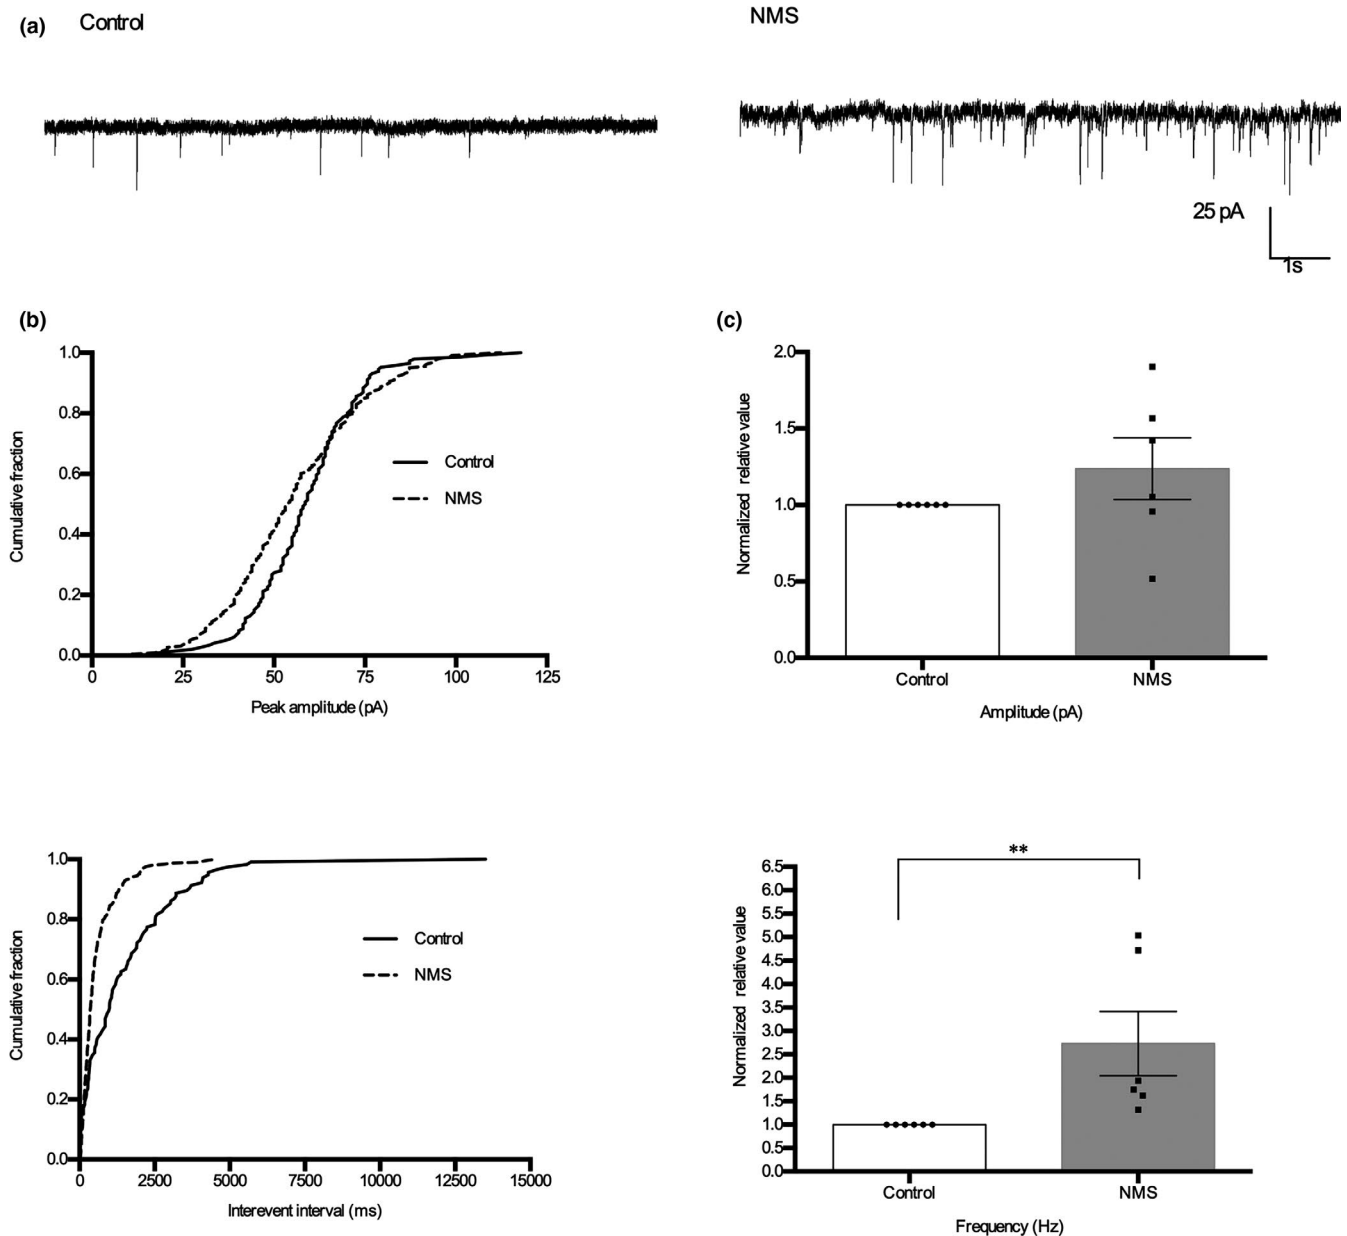 (a) Control
NMS
25 pA
1s
(b)
1.0
0.8
0.6
0.4
0.2
0.0
0 25 50 75 100 125
Cumulative fraction
Peak amplitude (pA)
Control
NMS
(c)
2.0
1.5
1.0
0.5
0.0
Normalized relative value
Control NMS
Amplitude (pA)
1.0
0.8
0.6
0.4
0.2
0.0
0 2500 5000 7500 10000 12500 15000
Cumulative fraction
Interevent interval (ms)
Control
NMS
**
6.5
6.0
5.5
5.0
4.5
4.0
3.5
3.0
2.5
2.0
1.5
1.0
0.5
0.0
Normalized relative value
Control NMS
Frequency (Hz)